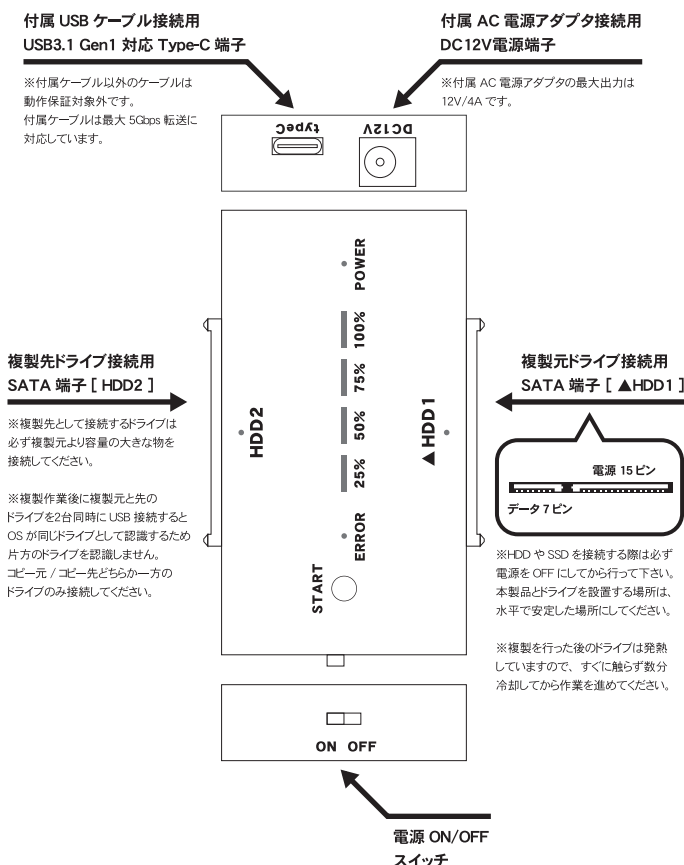 付属 USB ケーブル接続用
USB3.1 Gen1 対応 Type-C 端子
※付属ケーブル以外のケーブルは
動作保証対象外です。
付属ケーブルは最大 5Gbps 転送に
対応しています。
付属 AC 電源アダプタ接続用
DC12V電源端子
※付属 AC 電源アダプタの最大出力は
12V/4A です。
typeC
DC12V
POWER
100%
75%
50%
25%
ERROR
START
HDD2
▲HDD1
複製先ドライブ接続用
SATA 端子 [ HDD2 ]
※複製先として接続するドライブは
必ず複製元より容量の大きな物を
接続してください。
※複製作業後に複製元と先の
ドライブを2台同時に USB 接続すると
OS が同じドライブとして認識するため
片方のドライブを認識しません。
コピー元 / コピー先どちらか一方の
ドライブのみ接続してください。
複製元ドライブ接続用
SATA 端子 [ ▲HDD1 ]
電源 15 ピン
データ 7 ピン
※HDD や SSD を接続する際は必ず
電源を OFF にしてから行って下さい。
本製品とドライブを設置する場所は、
水平で安定した場所にしてください。
※複製を行った後のドライブは発熱
していますので、すぐに触らず数分
冷却してから作業を進めてください。
ON OFF
電源 ON/OFF
スイッチ